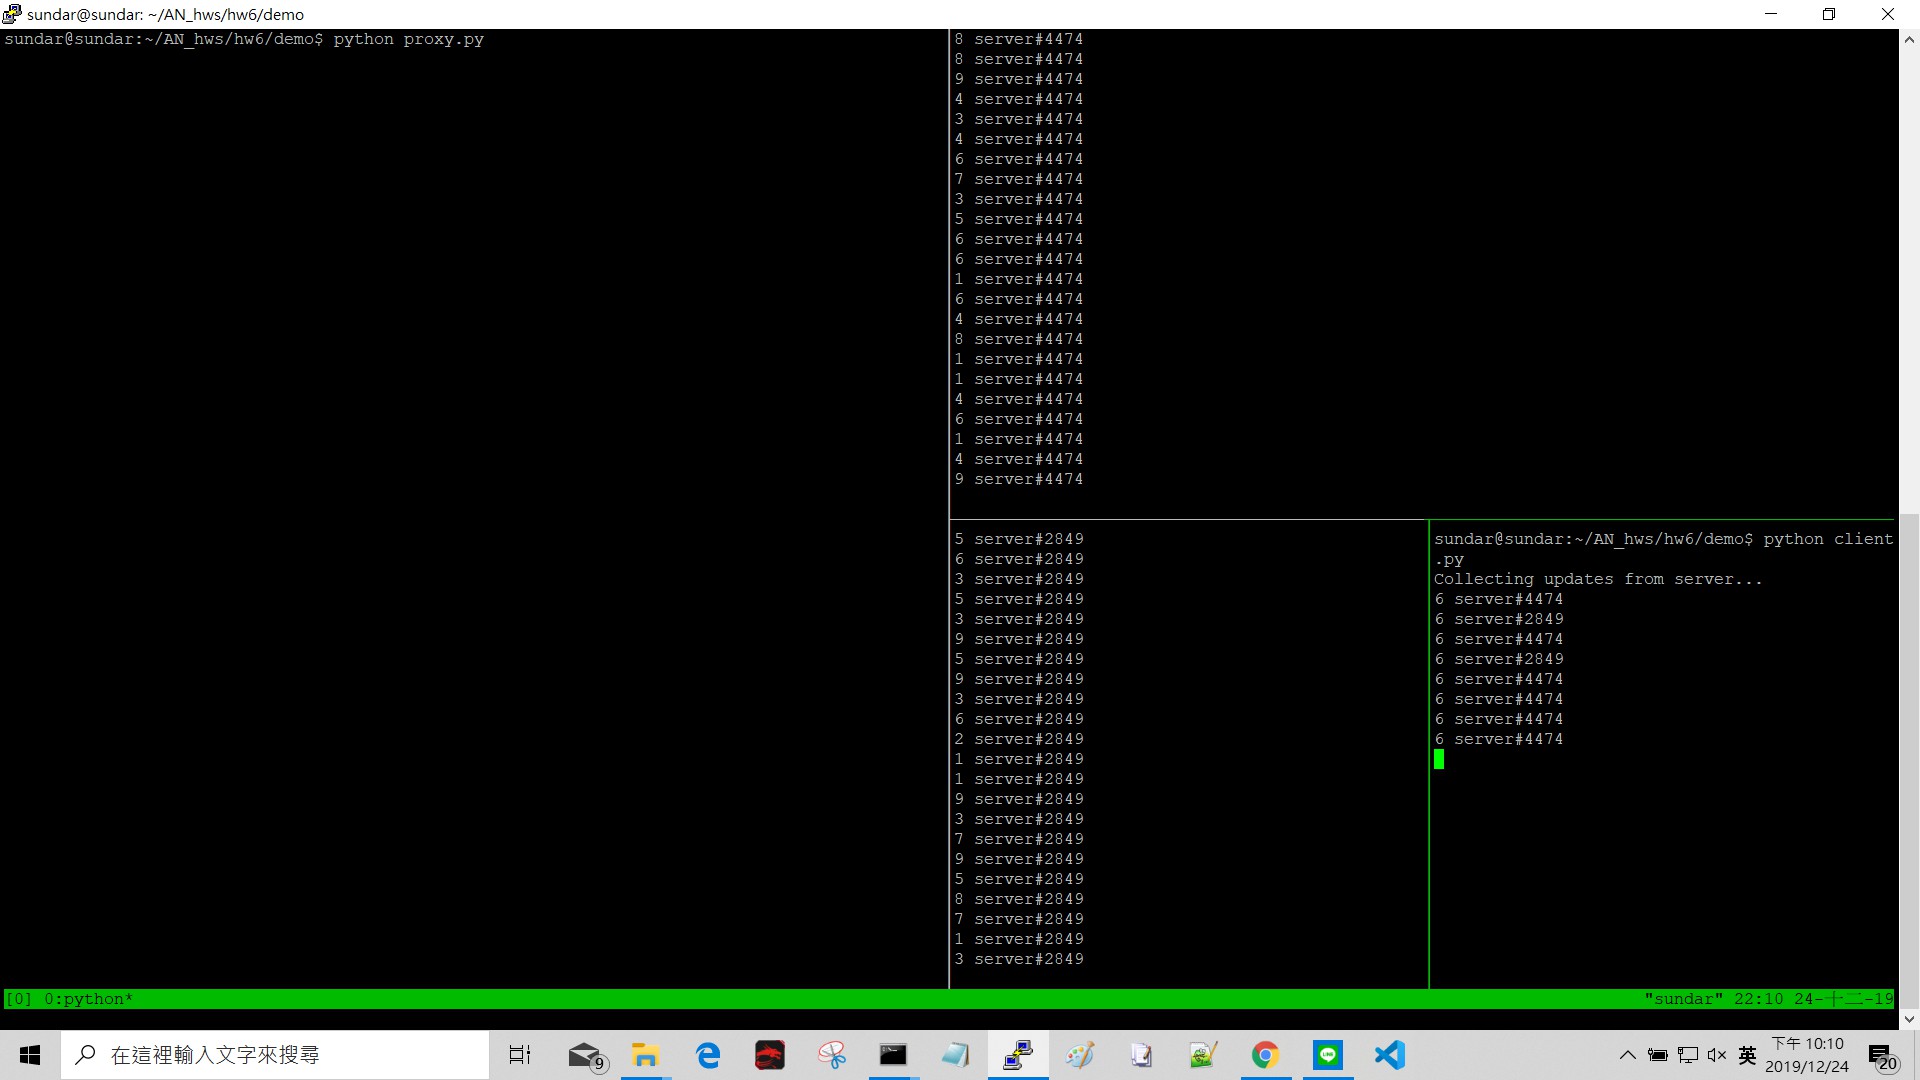 sundar@sundar: ~/AN_hws/hw6/demo
sundar@sundar:~/AN_hws/hw6/demo$ python proxy.py
8 server#4474
8 server#4474
9 server#4474
4 server#4474
3 server#4474
4 server#4474
6 server#4474
7 server#4474
3 server#4474
5 server#4474
6 server#4474
6 server#4474
1 server#4474
6 server#4474
4 server#4474
8 server#4474
1 server#4474
1 server#4474
4 server#4474
6 server#4474
1 server#4474
4 server#4474
9 server#4474
5 server#2849
6 server#2849
3 server#2849
5 server#2849
3 server#2849
9 server#2849
5 server#2849
9 server#2849
3 server#2849
6 server#2849
2 server#2849
1 server#2849
1 server#2849
9 server#2849
3 server#2849
7 server#2849
9 server#2849
5 server#2849
8 server#2849
7 server#2849
1 server#2849
3 server#2849
sundar@sundar:~/AN_hws/hw6/demo$ python client
.py
Collecting updates from server...
6 server#4474
6 server#2849
6 server#4474
6 server#2849
6 server#4474
6 server#4474
6 server#4474
6 server#4474
[0] 0:python*
"sundar" 22:10 24-十二-19
在這裡輸入文字來搜尋
9
LINE
英
下午 10:10
2019/12/24
20